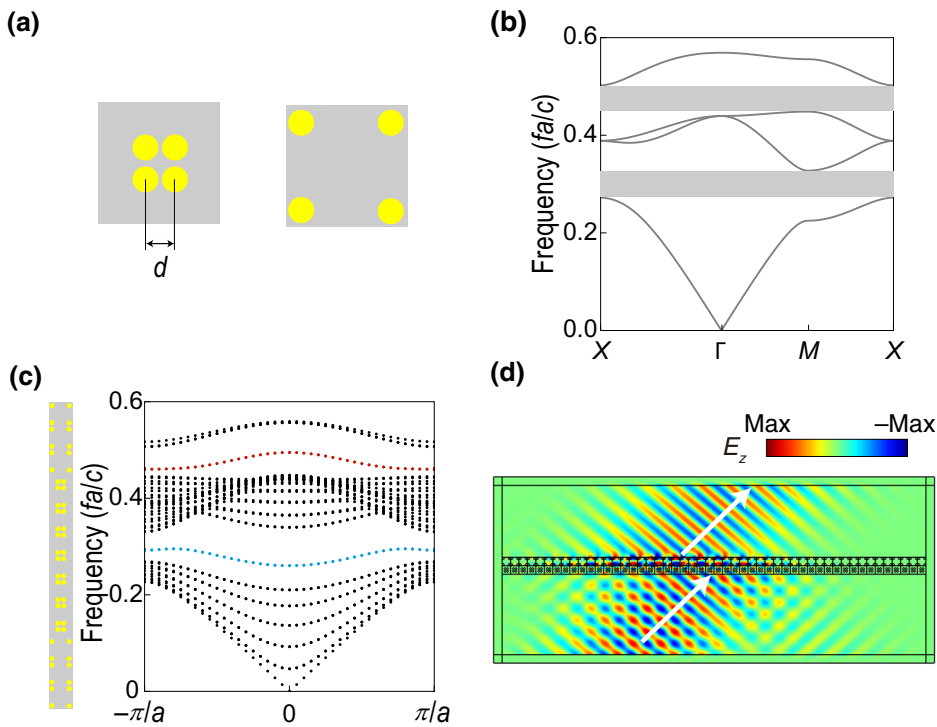 (a)
d
(b)
Frequency (fa/c)
0.6
0.4
0.2
0.0
X
Γ
M
X
(c)
Frequency (fa/c)
0.6
0.4
0.2
0
−π/a
0
π/a
(d)
Max
−Max
E_z